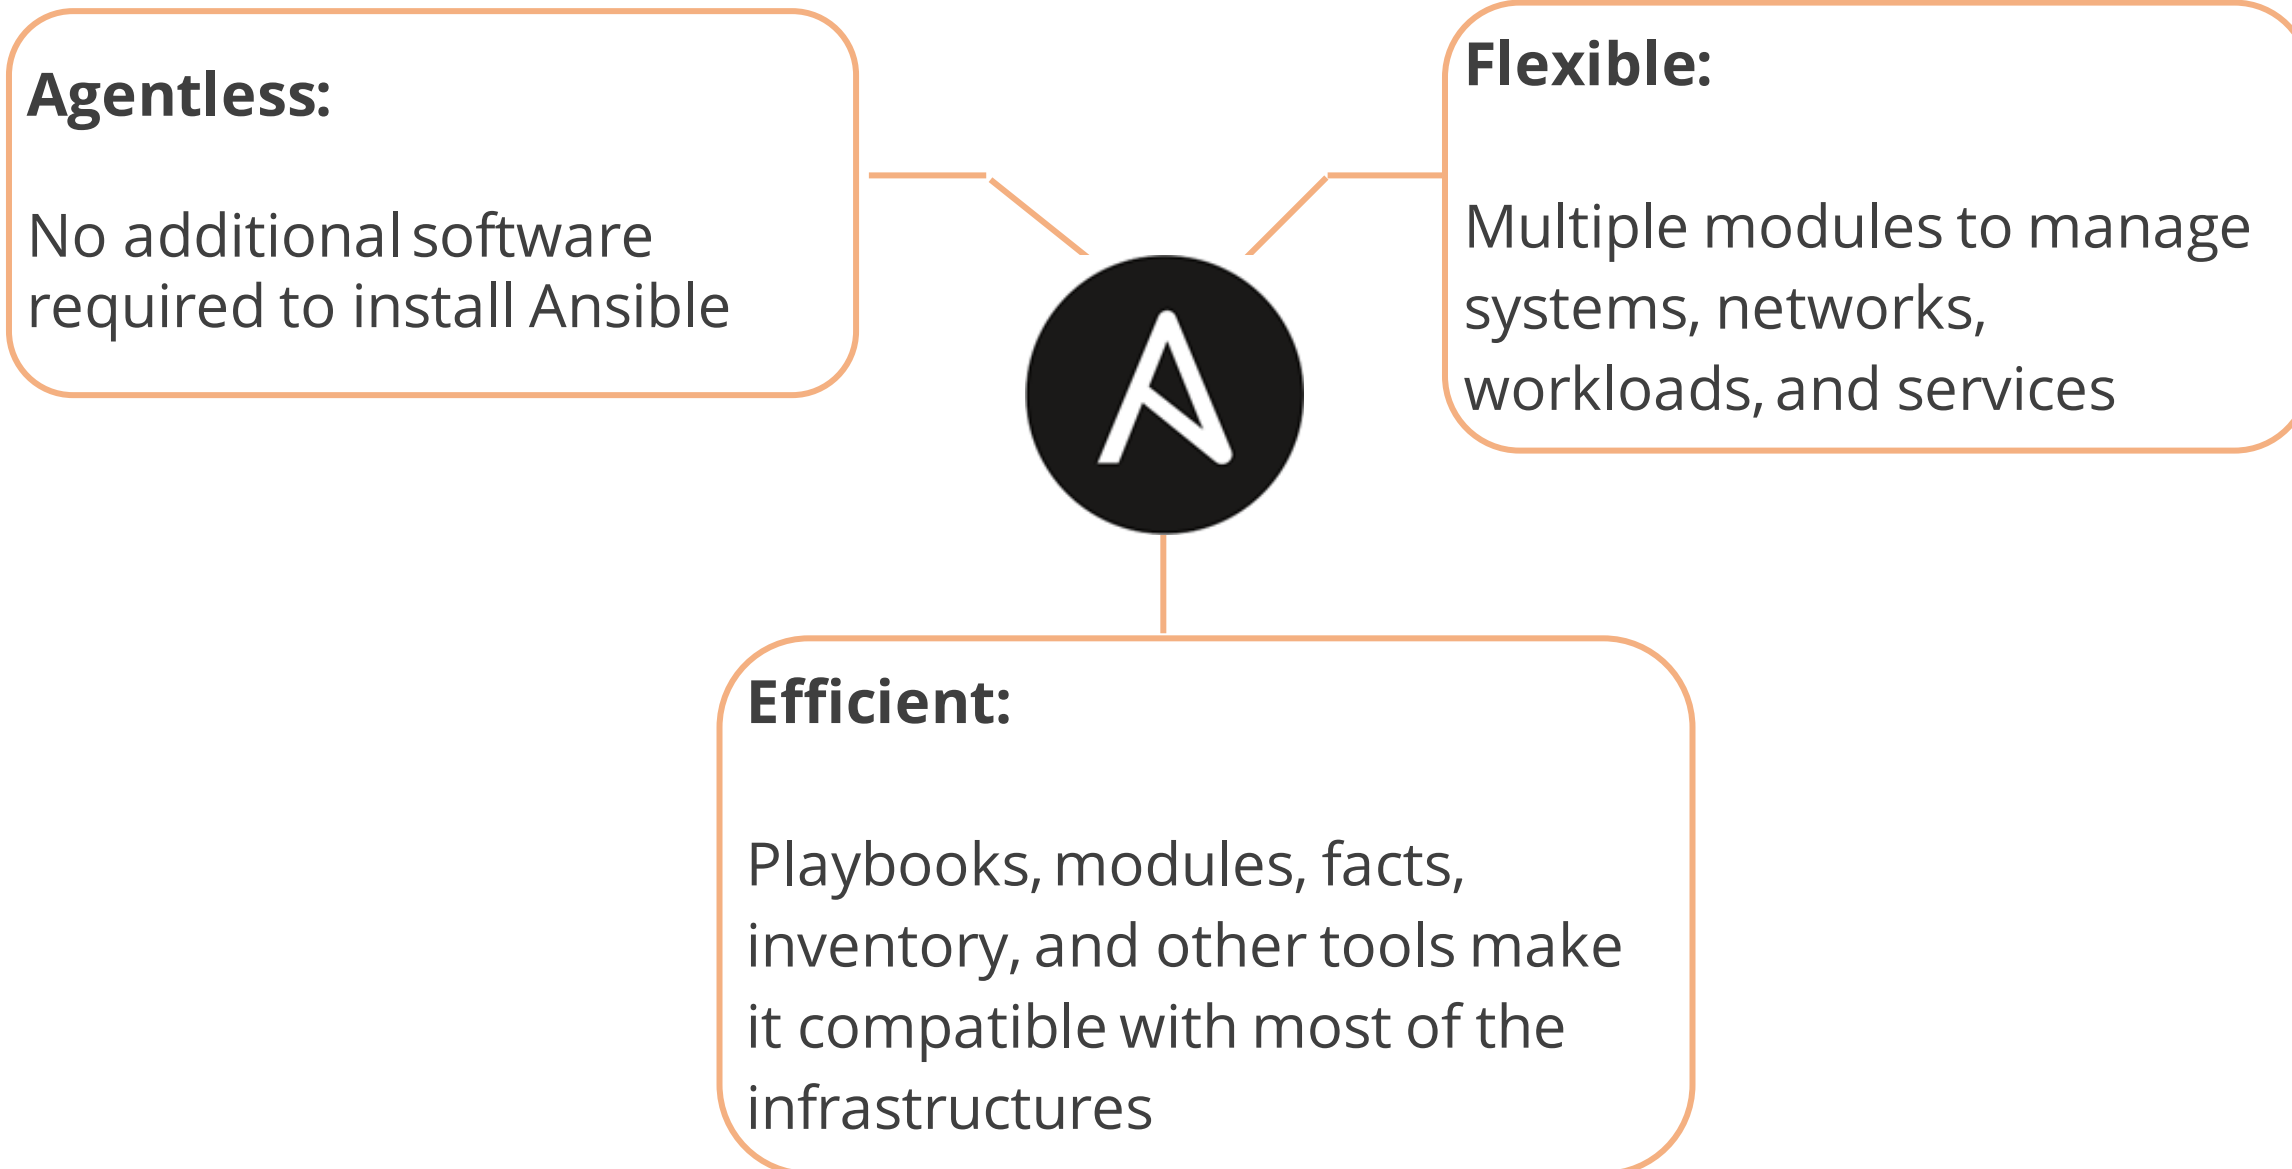 Agentless:
No additional software
required to install Ansible
Flexible:
Multiple modules to manage
systems, networks,
workloads, and services
Efficient:
Playbooks, modules, facts,
inventory, and other tools make
it compatible with most of the
infrastructures